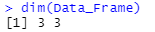 > dim(Data_Frame)
[1] 3 3